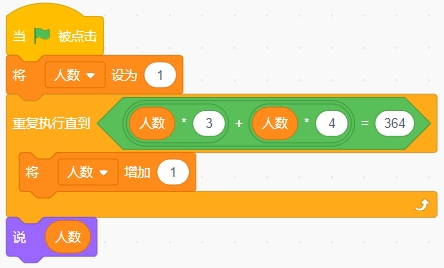 当 被点击
将 人数 设为 1
重复执行直到 人数 * 3 + 人数 * 4 = 364
将 人数 增加 1
说 人数